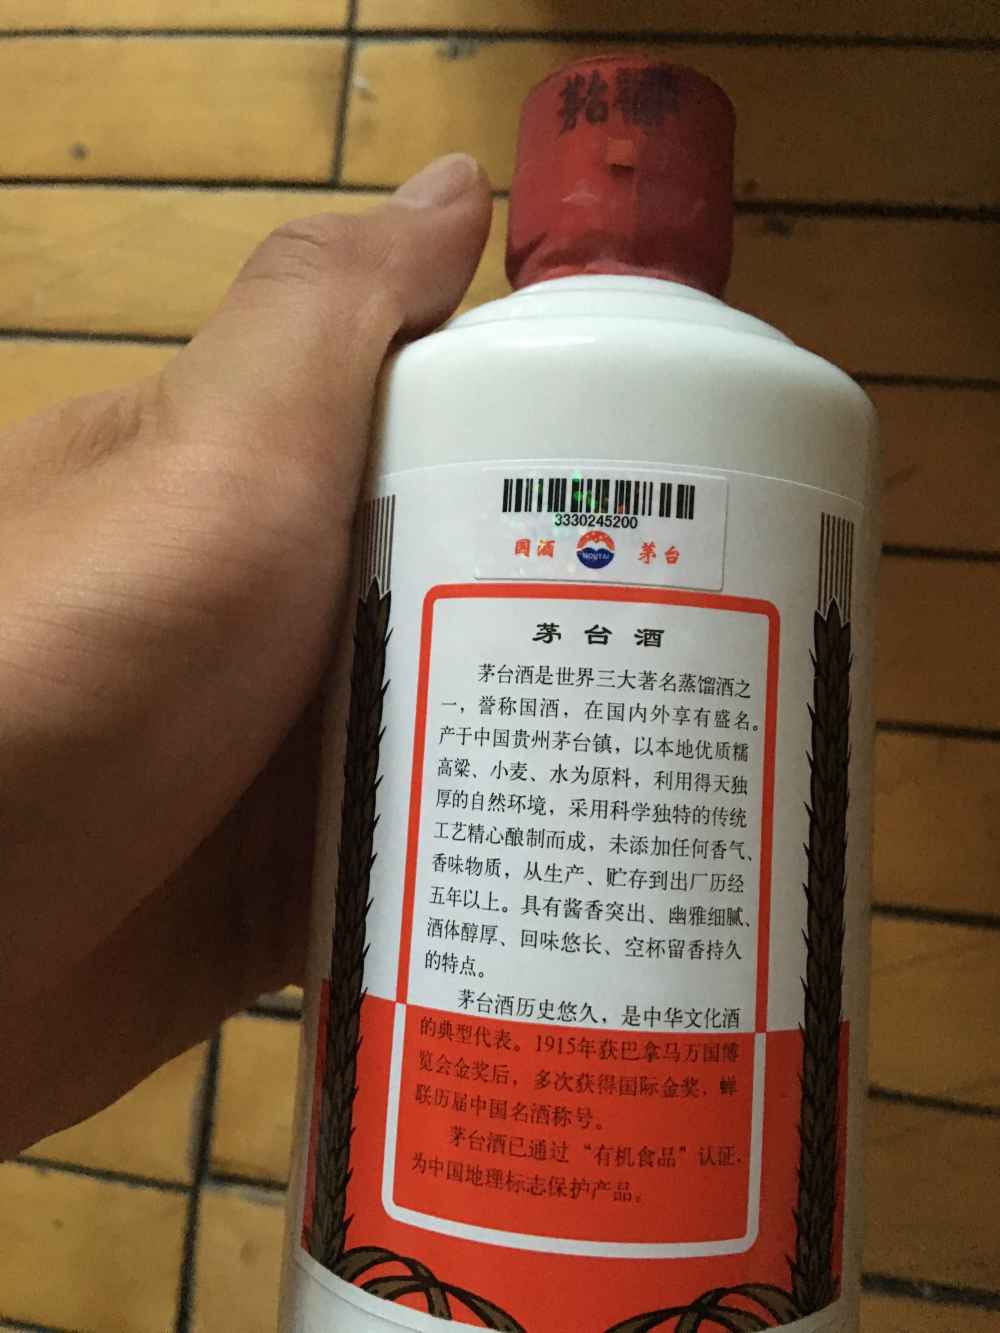 3330245200
国酒
MOUTAI
茅台
茅台酒
茅台酒是世界三大著名蒸馏酒之
一，誉称国酒，在国内外享有盛名。
产于中国贵州茅台镇，以本地优质糯
高粱、小麦、水为原料，利用得天独
厚的自然环境，采用科学独特的传统
工艺精心酿制而成，未添加任何香气、
香味物质，从生产、贮存到出厂历经
五年以上。具有酱香突出、幽雅细腻、
酒体醇厚、回味悠长、空杯留香持久
的特点。
茅台酒历史悠久，是中华文化酒
的典型代表。1915年获巴拿马万国博
览会金奖后，多次获得国际金奖，蝉
联历届中国名酒称号。
茅台酒已通过“有机食品”认证，
为中国地理标志保护产品。